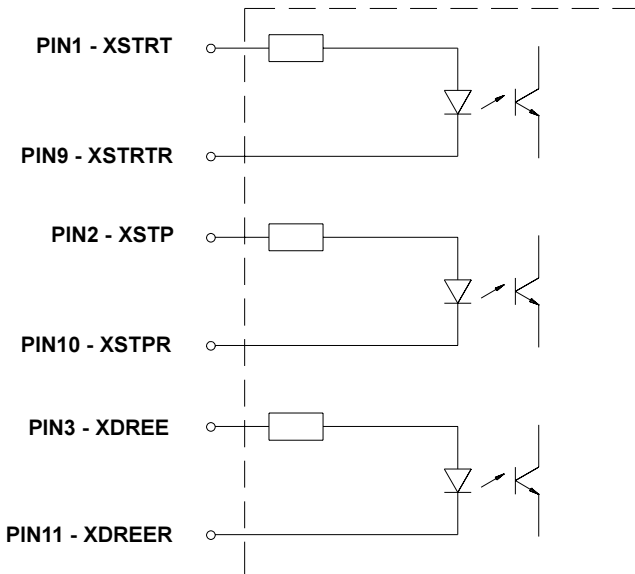 PIN1 - XSTRT
PIN9 - XSTRTR
PIN2 - XSTP
PIN10 - XSTPR
PIN3 - XDREE
PIN11 - XDREER